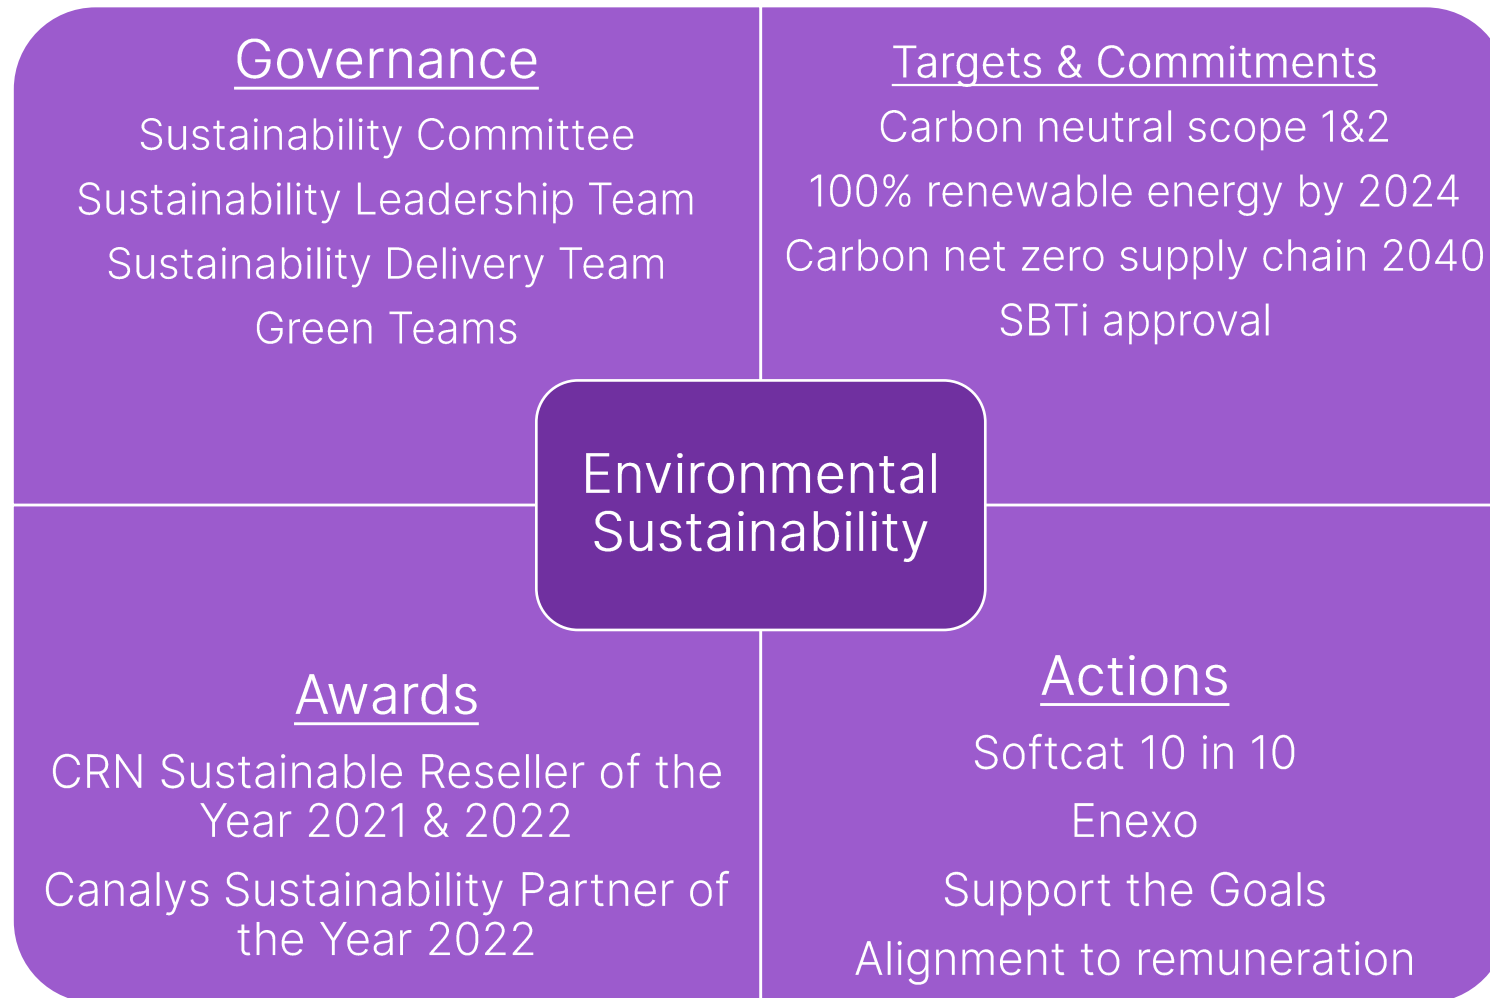 Governance
Sustainability Committee
Sustainability Leadership Team
Sustainability Delivery Team
Green Teams
Targets & Commitments
Carbon neutral scope 1&2
100% renewable energy by 2024
Carbon net zero supply chain 2040
SBTi approval
Environmental
Sustainability
Awards
CRN Sustainable Reseller of the
Year 2021 & 2022
Canalys Sustainability Partner of
the Year 2022
Actions
Softcat 10 in 10
Enexo
Support the Goals
Alignment to remuneration